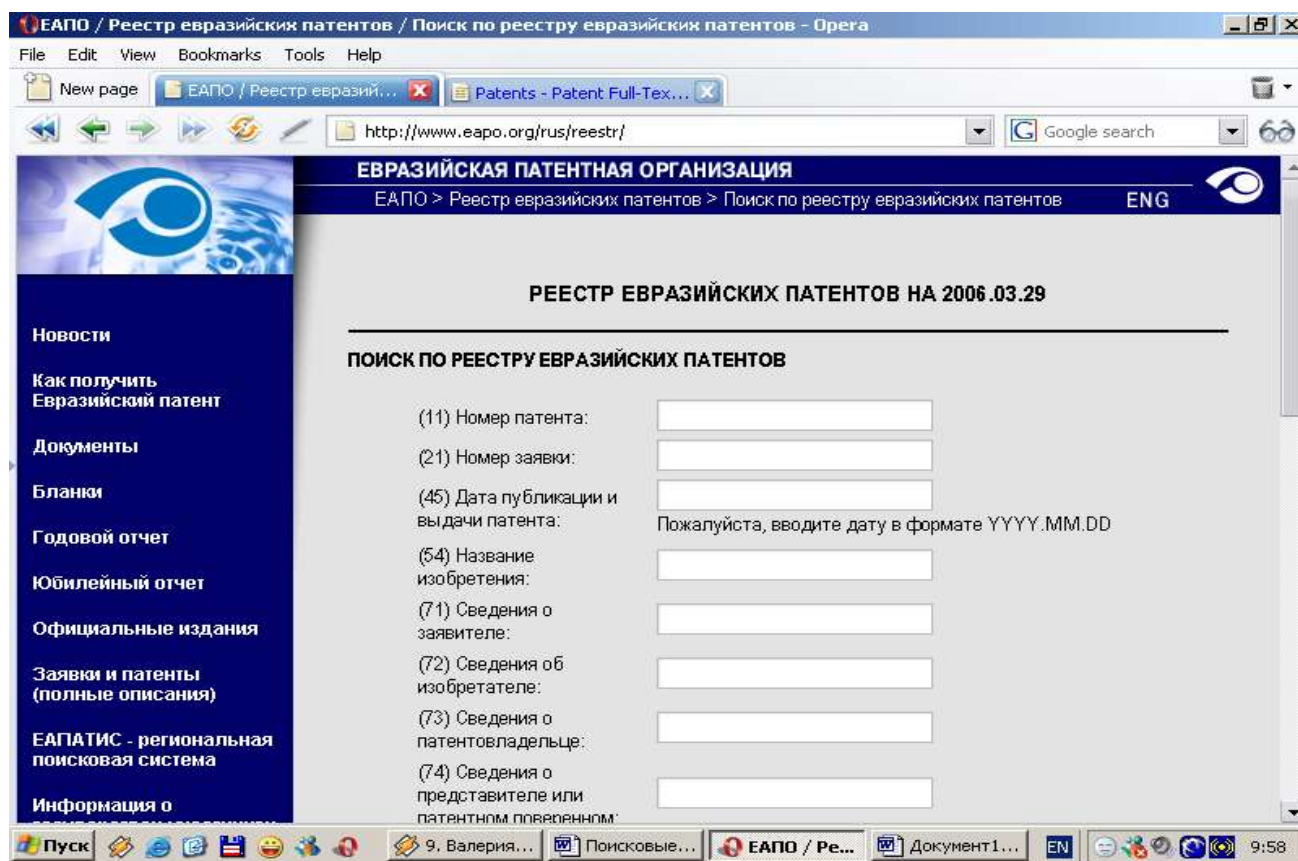 ЕАПО / Реестр евразийских патентов / Поиск по реестру евразийских патентов - Opera
File Edit View Bookmarks Tools Help
New page ЕАПО / Реестр евразий... Patents - Patent Full-Tex...
http://www.eapo.org/rus/reestr/ Google search
ЕВРАЗИЙСКАЯ ПАТЕНТНАЯ ОРГАНИЗАЦИЯ
ЕАПО > Реестр евразийских патентов > Поиск по реестру евразийских патентов ENG
Новости
Как получить
Евразийский патент
Документы
Бланки
Годовой отчет
Юбилейный отчет
Официальные издания
Заявки и патенты
(полные описания)
ЕАПАТИС - региональная
поисковая система
Информация о
РЕЕСТР ЕВРАЗИЙСКИХ ПАТЕНТОВ НА 2006.03.29
ПОИСК ПО РЕЕСТРУ ЕВРАЗИЙСКИХ ПАТЕНТОВ
(11) Номер патента:
(21) Номер заявки:
(45) Дата публикации и
выдачи патента:
Пожалуйста, вводите дату в формате YYYY.MM.DD
(54) Название
изобретения:
(71) Сведения о
заявителе:
(72) Сведения об
изобретателе:
(73) Сведения о
патентовладельце:
(74) Сведения о
представителе или
патентном поверенном:
Пуск 9. Валерия... Поисковые... ЕАПО / Ре... Документ1... EN 9:58